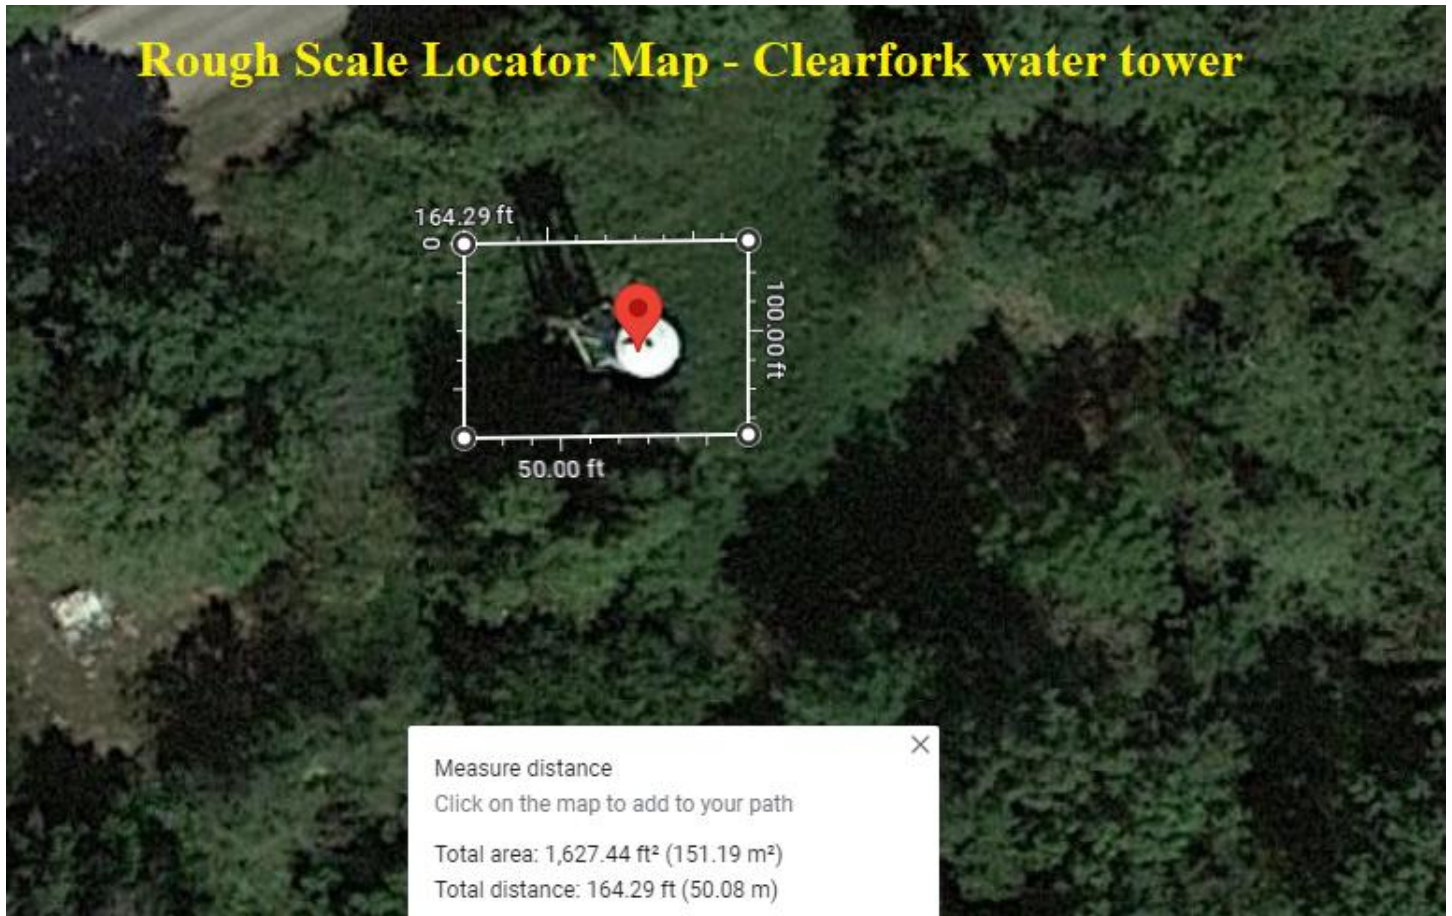 Rough Scale Locator Map - Clearfork water tower
164.29 ft
0
100.00 ft
50.00 ft
Measure distance
Click on the map to add to your path
Total area: 1,627.44 ft² (151.19 m²)
Total distance: 164.29 ft (50.08 m)